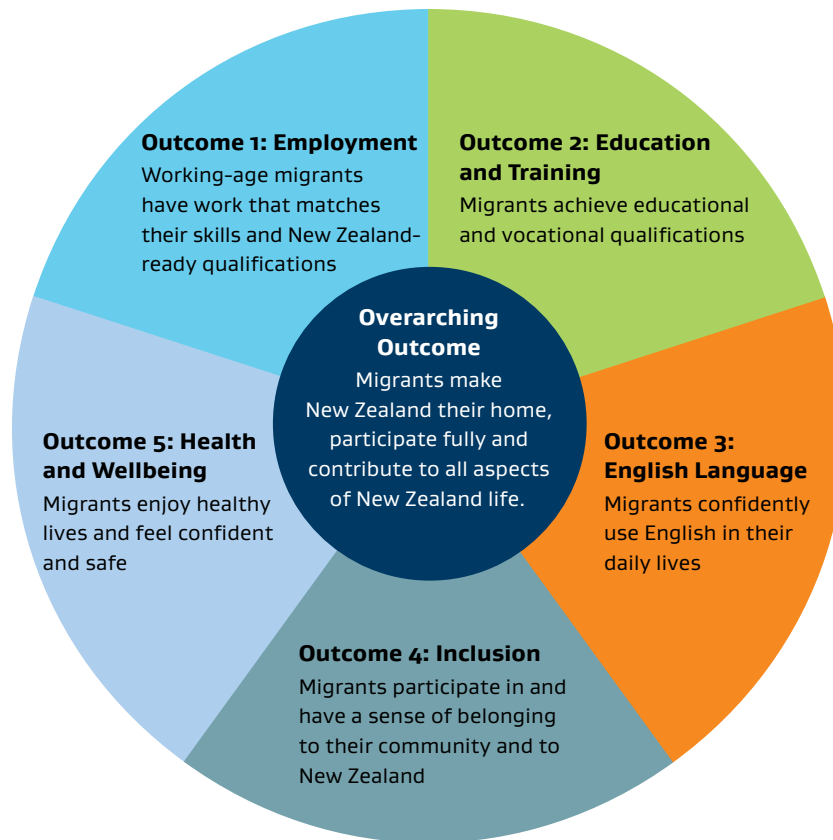 Outcome 1: Employment
Working-age migrants
have work that matches
their skills and New Zealand-
ready qualifications
Outcome 2: Education
and Training
Migrants achieve educational
and vocational qualifications
Overarching
Outcome
Migrants make
New Zealand their home,
participate fully and
contribute to all aspects
of New Zealand life.
Outcome 3:
English Language
Migrants confidently
use English in their
daily lives
Outcome 4: Inclusion
Migrants participate in and
have a sense of belonging
to their community and to
New Zealand
Outcome 5: Health
and Wellbeing
Migrants enjoy healthy
lives and feel confident
and safe